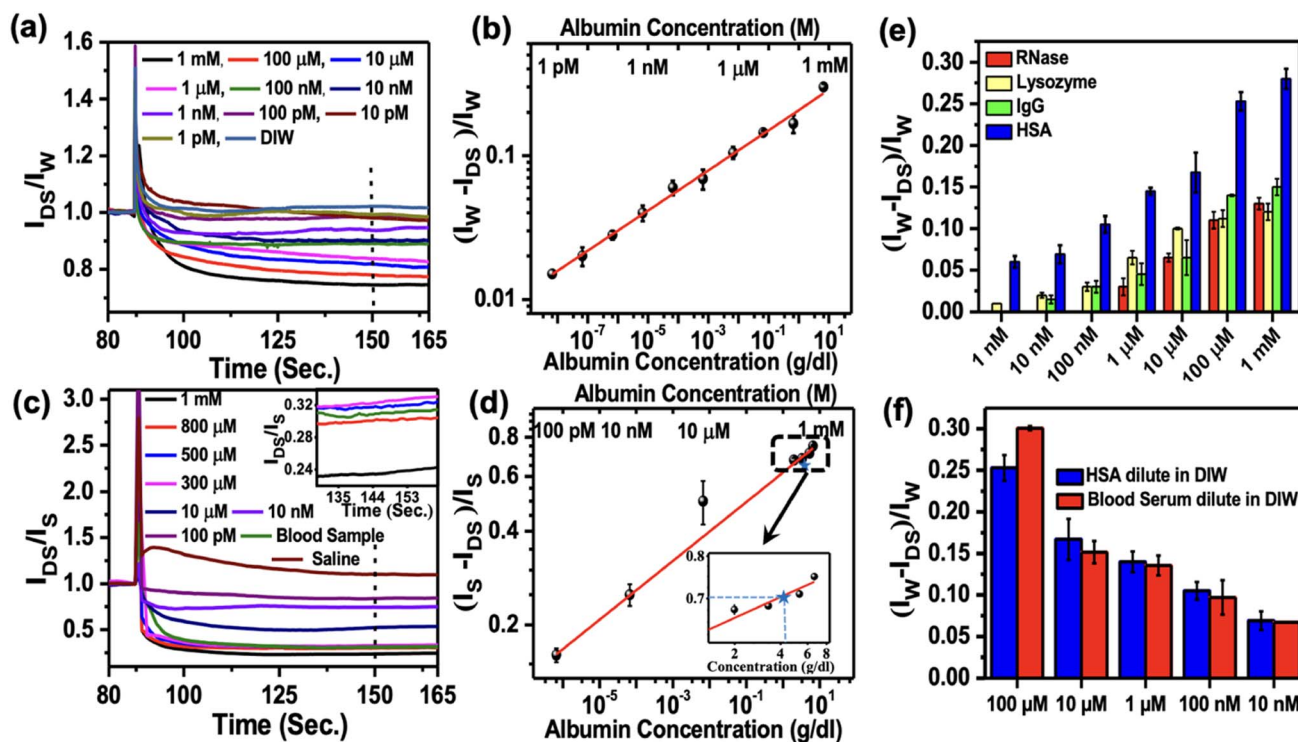 (a)
1.6
1.4
1.2
1.0
0.8
I_DS/I_W
1 mM, 100 µM, 10 µM
1 µM, 100 nM, 10 nM
1 nM, 100 pM, 10 pM
1 pM, DIW
80 100 120 150 165
Time (Sec.)
(b)
Albumin Concentration (M)
1 pM 1 nM 1 µM 1 mM
0.1
0.01
(I_W -I_DS )/I_W
10^-7 10^-5 10^-3 10^-1 10^1
Albumin Concentration (g/dl)
(e)
0.30
0.25
0.20
0.15
0.10
0.05
0.00
(I_W-I_DS)/I_W
RNase
Lysozyme
IgG
HSA
1 nM 10 nM 100 nM 1 µM 10 µM 100 µM 1 mM
(c)
3.0
2.5
2.0
1.5
1.0
0.5
I_DS/I_S
1 mM
800 µM
500 µM
300 µM
10 µM 10 nM
100 pM Blood Sample
Saline
0.32
0.28
0.24
I_DS/I_S
135 144 153
Time (Sec.)
80 100 120 150 165
Time (Sec.)
(d)
Albumin Concentration (M)
100 pM 10 nM 10 µM 1 mM
0.8
0.6
0.4
0.2
(I_S -I_DS)/I_S
0.8
0.7
2 4 6 8
Concentration (g/dl)
10^-5 10^-3 10^-1 10^1
Albumin Concentration (g/dl)
(f)
0.30
0.25
0.20
0.15
0.10
0.05
0.00
(I_W-I_DS)/I_W
HSA dilute in DIW
Blood Serum dilute in DIW
100 µM 10 µM 1 µM 100 nM 10 nM